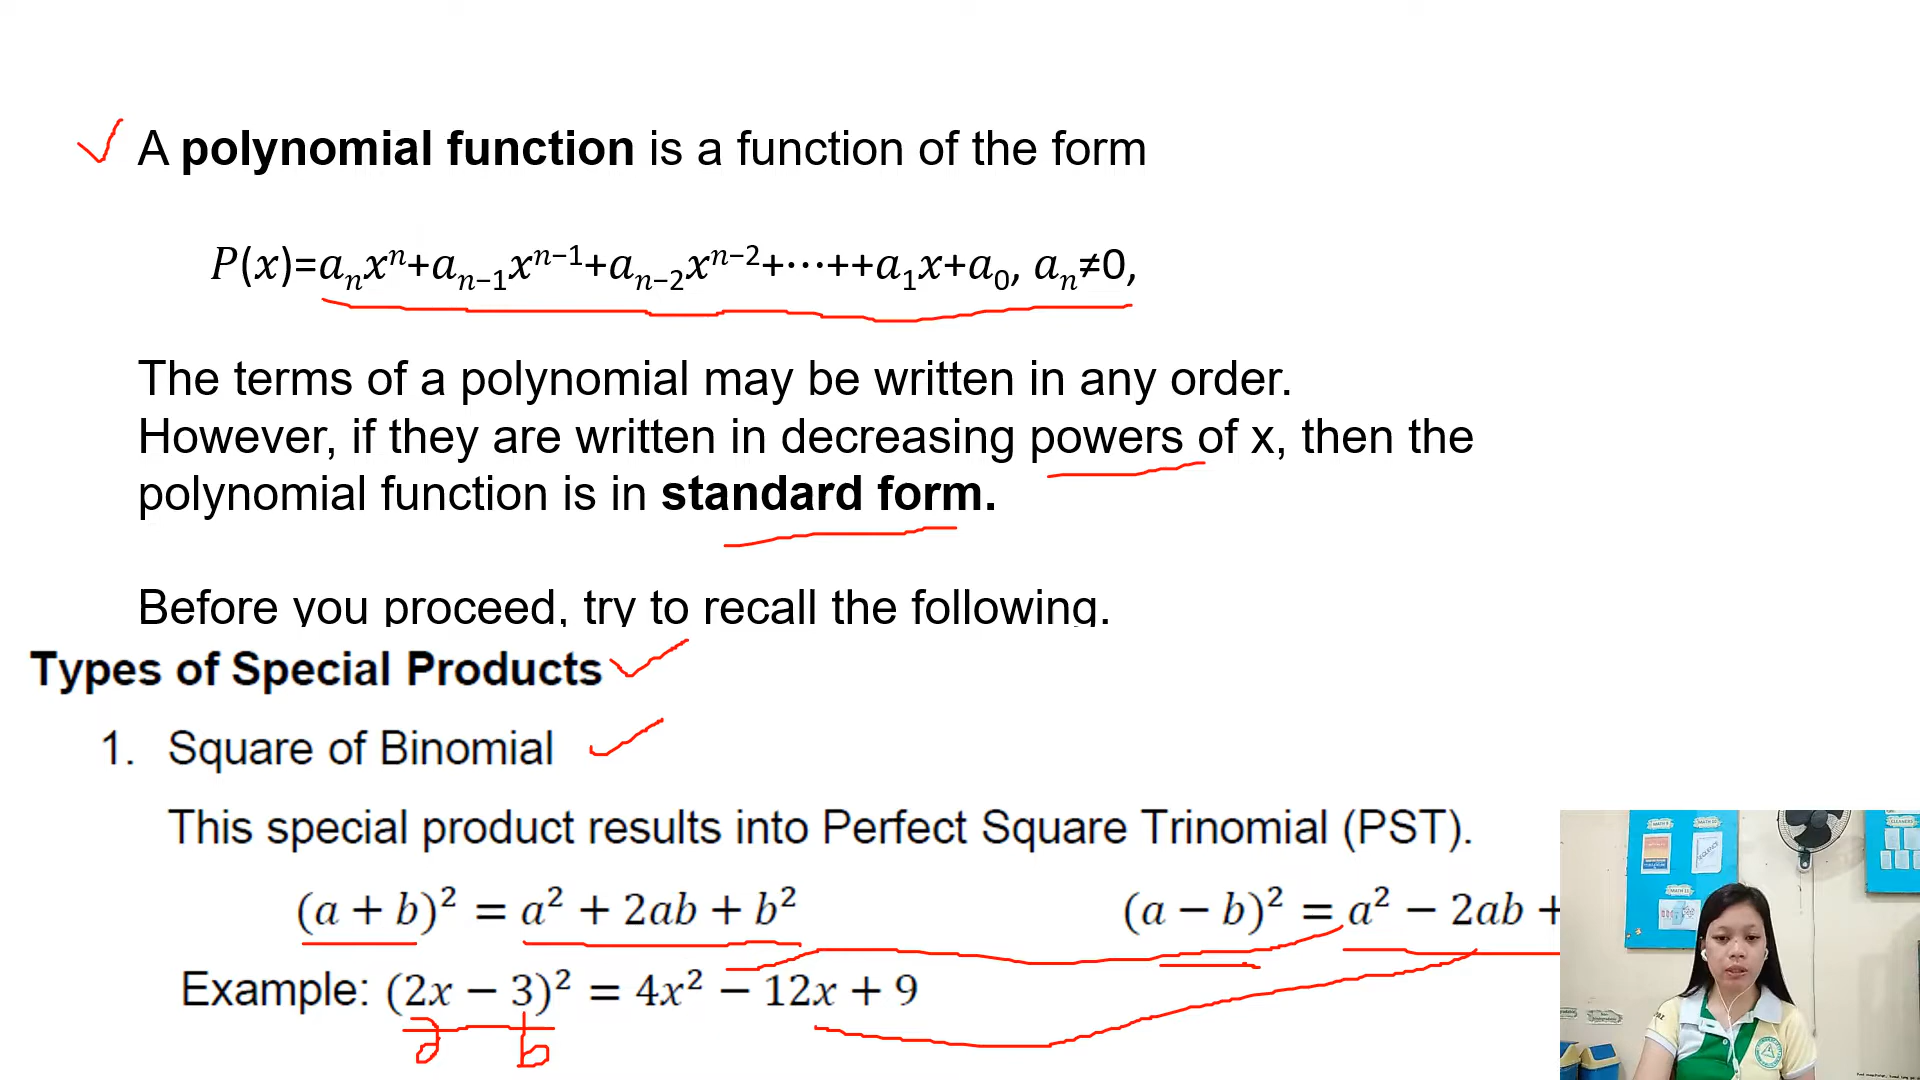 A polynomial function is a function of the form
P(x)=aₙxⁿ+aₙ₋₁xⁿ⁻¹+aₙ₋₂xⁿ⁻²+⋯++a₁x+a₀, aₙ≠0,
The terms of a polynomial may be written in any order.
However, if they are written in decreasing powers of x, then the
polynomial function is in standard form.
Before you proceed, try to recall the following.
Types of Special Products
1. Square of Binomial
This special product results into Perfect Square Trinomial (PST).
(a + b)² = a² + 2ab + b² (a − b)² = a² − 2ab +
Example: (2x − 3)² = 4x² − 12x + 9
a b